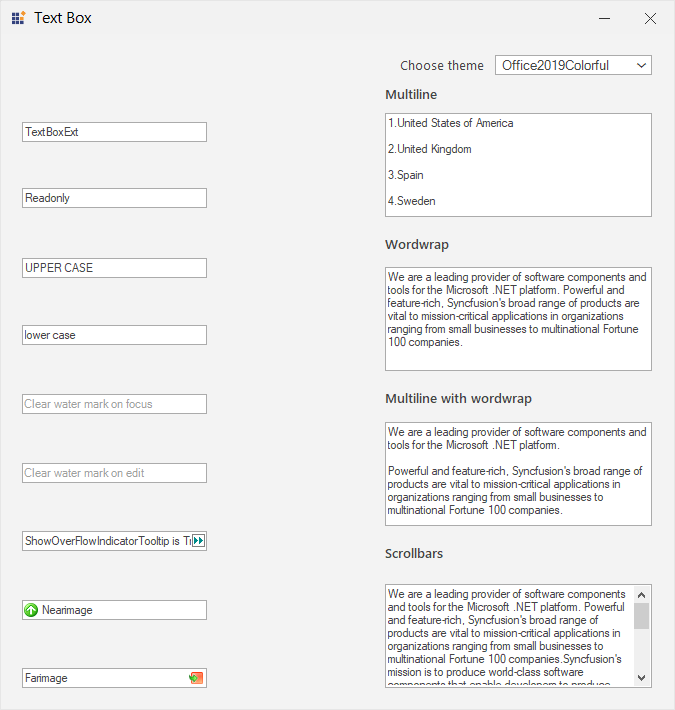 Text Box
Choose theme
Office2019Colorful
TextBoxExt
Readonly
UPPER CASE
lower case
Clear water mark on focus
Clear water mark on edit
ShowOverFlowIndicatorTooltip is
Nearimage
Farimage
Multiline
1.United States of America
2.United Kingdom
3.Spain
4.Sweden
Wordwrap
We are a leading provider of software components and
tools for the Microsoft .NET platform. Powerful and
feature-rich, Syncfusion's broad range of products are
vital to mission-critical applications in organizations
ranging from small businesses to multinational Fortune
100 companies.
Multiline with wordwrap
We are a leading provider of software components and
tools for the Microsoft .NET platform.
Powerful and feature-rich, Syncfusion's broad range of
products are vital to mission-critical applications in
organizations ranging from small businesses to
multinational Fortune 100 companies.
Scrollbars
We are a leading provider of software components
and tools for the Microsoft .NET platform. Powerful
and feature-rich, Syncfusion's broad range of
products are vital to mission-critical applications in
organizations ranging from small businesses to
multinational Fortune 100 companies.Syncfusion's
mission is to produce world-class software
components that enable developers to produce